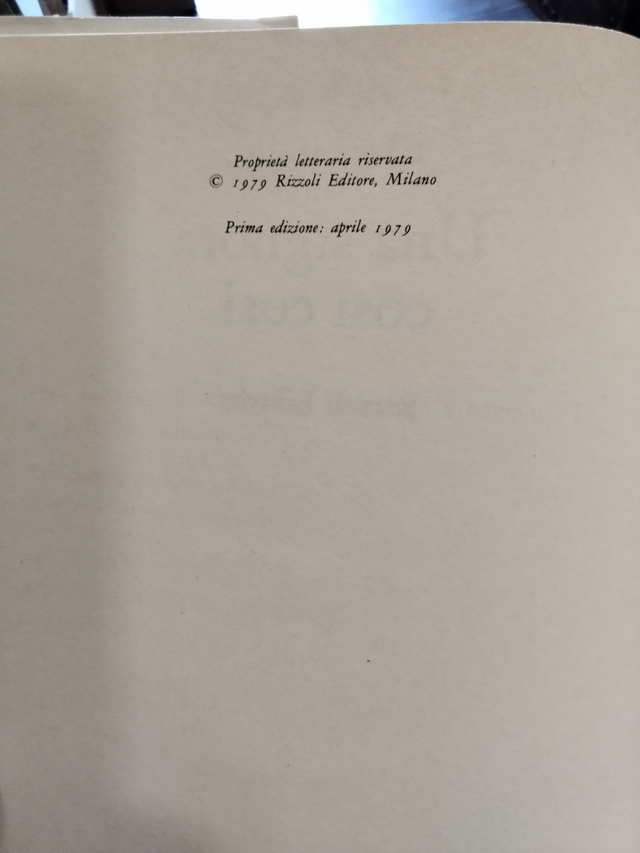 Proprietà letteraria riservata
© 1979 Rizzoli Editore, Milano
Prima edizione: aprile 1979